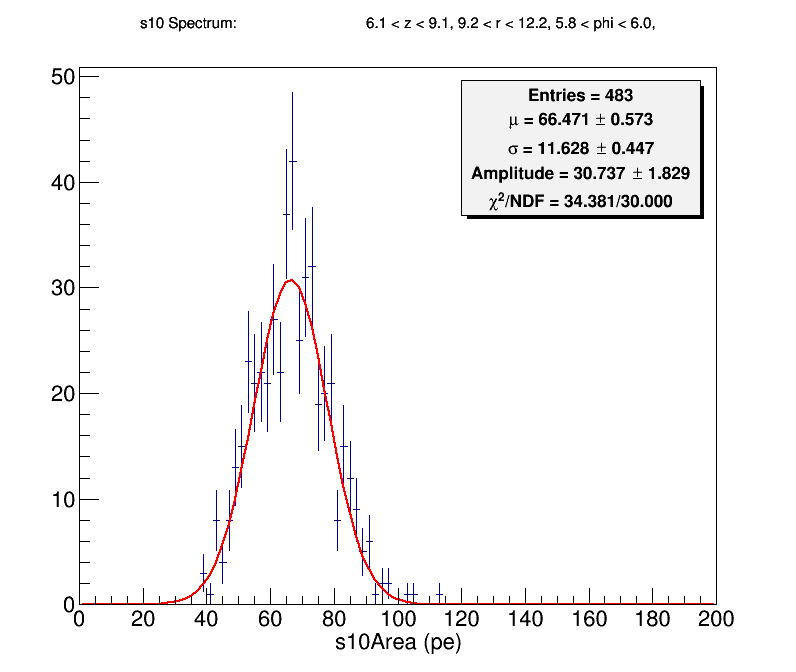 s10 Spectrum: 6.1 < z < 9.1, 9.2 < r < 12.2, 5.8 < phi < 6.0,
Entries = 483
μ = 66.471 ± 0.573
σ = 11.628 ± 0.447
Amplitude = 30.737 ± 1.829
χ²/NDF = 34.381/30.000
50
40
30
20
10
0
0 20 40 60 80 100 120 140 160 180 200
s10Area (pe)